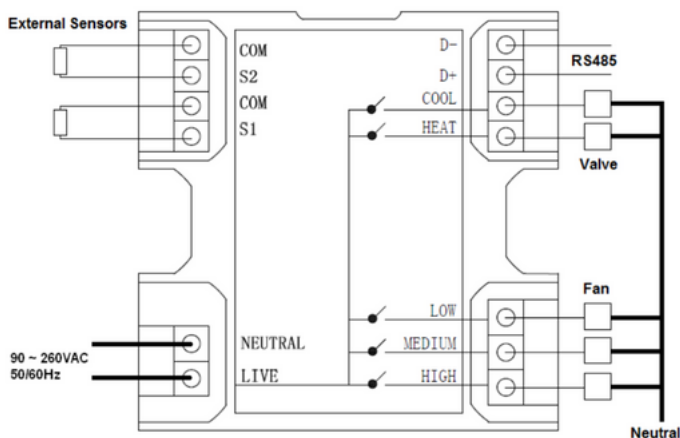 External Sensors
COM
S2
COM
S1
D-
D+
COOL
HEAT
RS485
Valve
90 ~ 260VAC
50/60Hz
NEUTRAL
LIVE
LOW
MEDIUM
HIGH
Fan
Neutral